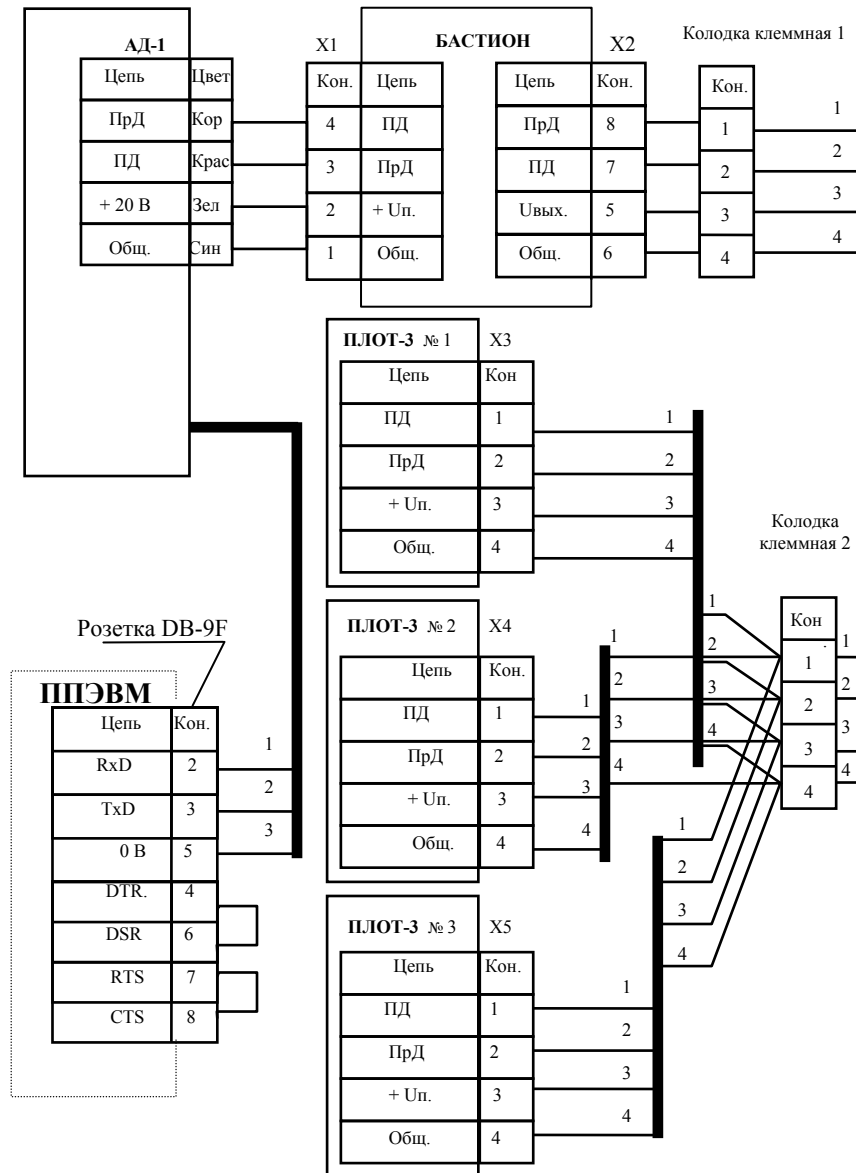 АД-1
Цепь Цвет
ПрД Кор
ПД Крас
+ 20 В Зел
Общ. Син
X1 БАСТИОН X2
Кон. Цепь
4 ПД
3 ПрД
2 + Uп.
1 Общ.
Цепь Кон.
ПрД 8
ПД 7
Uвых. 5
Общ. 6
Колодка клеммная 1
Кон.
1
2
3
4
1
2
3
4
ПЛОТ-3 № 1 X3
Цепь Кон
ПД 1
ПрД 2
+ Uп. 3
Общ. 4
1
2
3
4
Колодка
клеммная 2
Кон
1
2
3
4
1
2
3
4
1
2
3
4
ПЛОТ-3 № 2 X4
Цепь Кон.
ПД 1
ПрД 2
+ Uп. 3
Общ. 4
1
2
3
4
1
2
3
4
Розетка DB-9F
ППЭВМ
Цепь Кон.
RxD 2
TxD 3
0 В 5
DTR. 4
DSR 6
RTS 7
CTS 8
1
2
3
ПЛОТ-3 № 3 X5
Цепь Кон.
ПД 1
ПрД 2
+ Uп. 3
Общ. 4
1
2
3
4
1
2
3
4